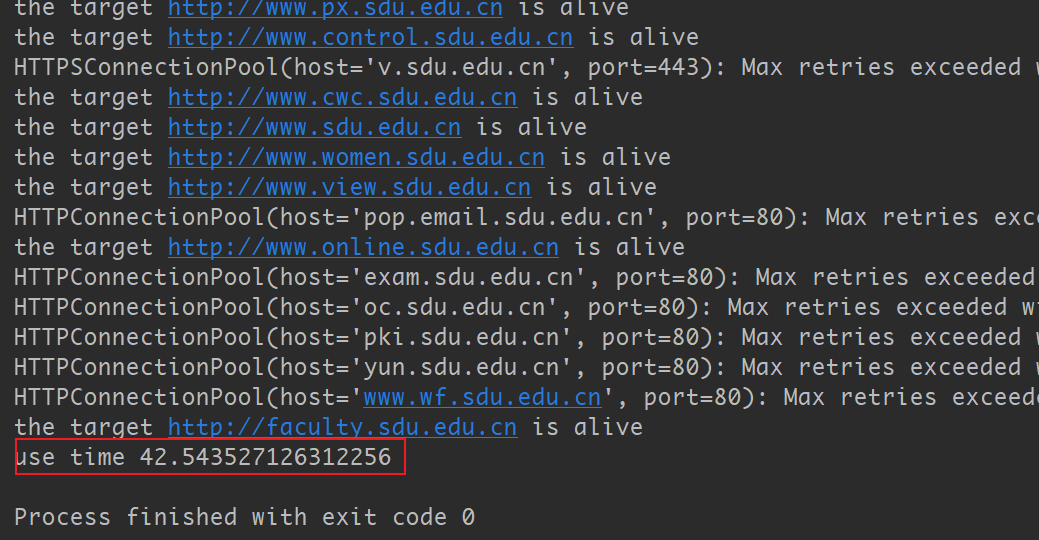 the target http://www.px.sdu.edu.cn is alive
the target http://www.control.sdu.edu.cn is alive
HTTPSConnectionPool(host='v.sdu.edu.cn', port=443): Max retries exceeded
the target http://www.cwc.sdu.edu.cn is alive
the target http://www.sdu.edu.cn is alive
the target http://www.women.sdu.edu.cn is alive
the target http://www.view.sdu.edu.cn is alive
HTTPConnectionPool(host='pop.email.sdu.edu.cn', port=80): Max retries exce
the target http://www.online.sdu.edu.cn is alive
HTTPConnectionPool(host='exam.sdu.edu.cn', port=80): Max retries exceeded
HTTPConnectionPool(host='oc.sdu.edu.cn', port=80): Max retries exceeded wi
HTTPConnectionPool(host='pki.sdu.edu.cn', port=80): Max retries exceeded
HTTPConnectionPool(host='yun.sdu.edu.cn', port=80): Max retries exceeded
HTTPConnectionPool(host='www.wf.sdu.edu.cn', port=80): Max retries exceed
the target http://faculty.sdu.edu.cn is alive
use time 42.543527126312256
Process finished with exit code 0